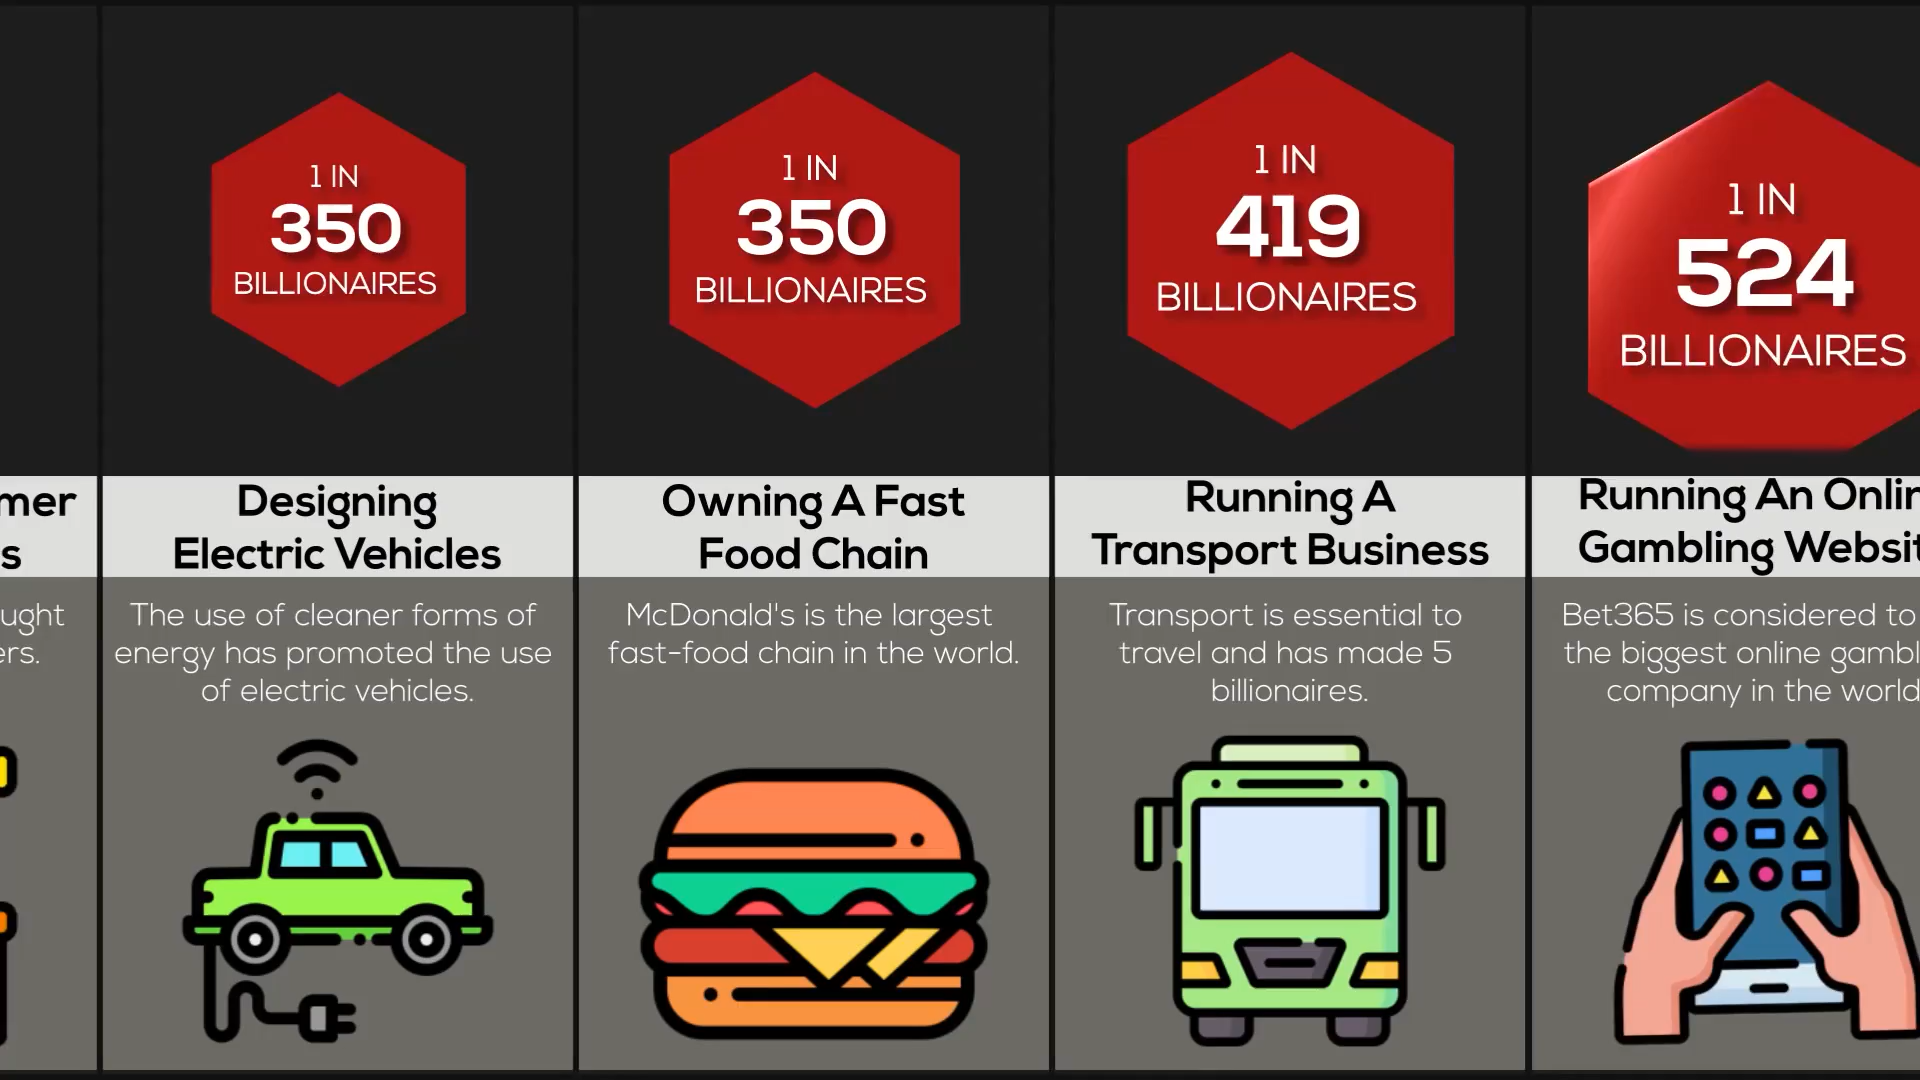 mer
s
ught
ers.
1 IN
350
BILLIONAIRES
Designing
Electric Vehicles
The use of cleaner forms of
energy has promoted the use
of electric vehicles.
1 IN
350
BILLIONAIRES
Owning A Fast
Food Chain
McDonald's is the largest
fast-food chain in the world.
1 IN
419
BILLIONAIRES
Running A
Transport Business
Transport is essential to
travel and has made 5
billionaires.
1 IN
524
BILLIONAIRES
Running An Onlin
Gambling Websit
Bet365 is considered to
the biggest online gambl
company in the world